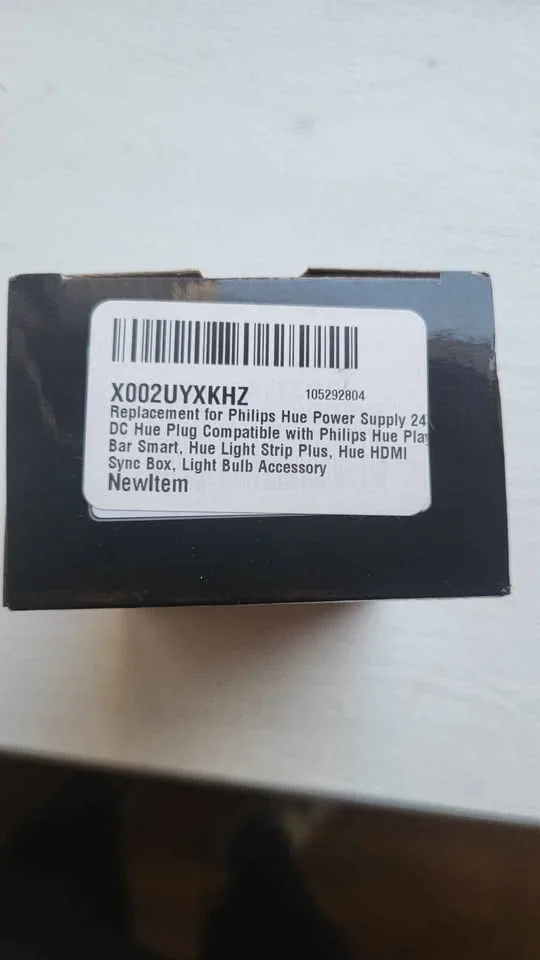 X002UYXKHZ 105292804
Replacement for Philips Hue Power Supply 24
DC Hue Plug Compatible with Philips Hue Play
Bar Smart, Hue Light Strip Plus, Hue HDMI
Sync Box, Light Bulb Accessory
NewItem